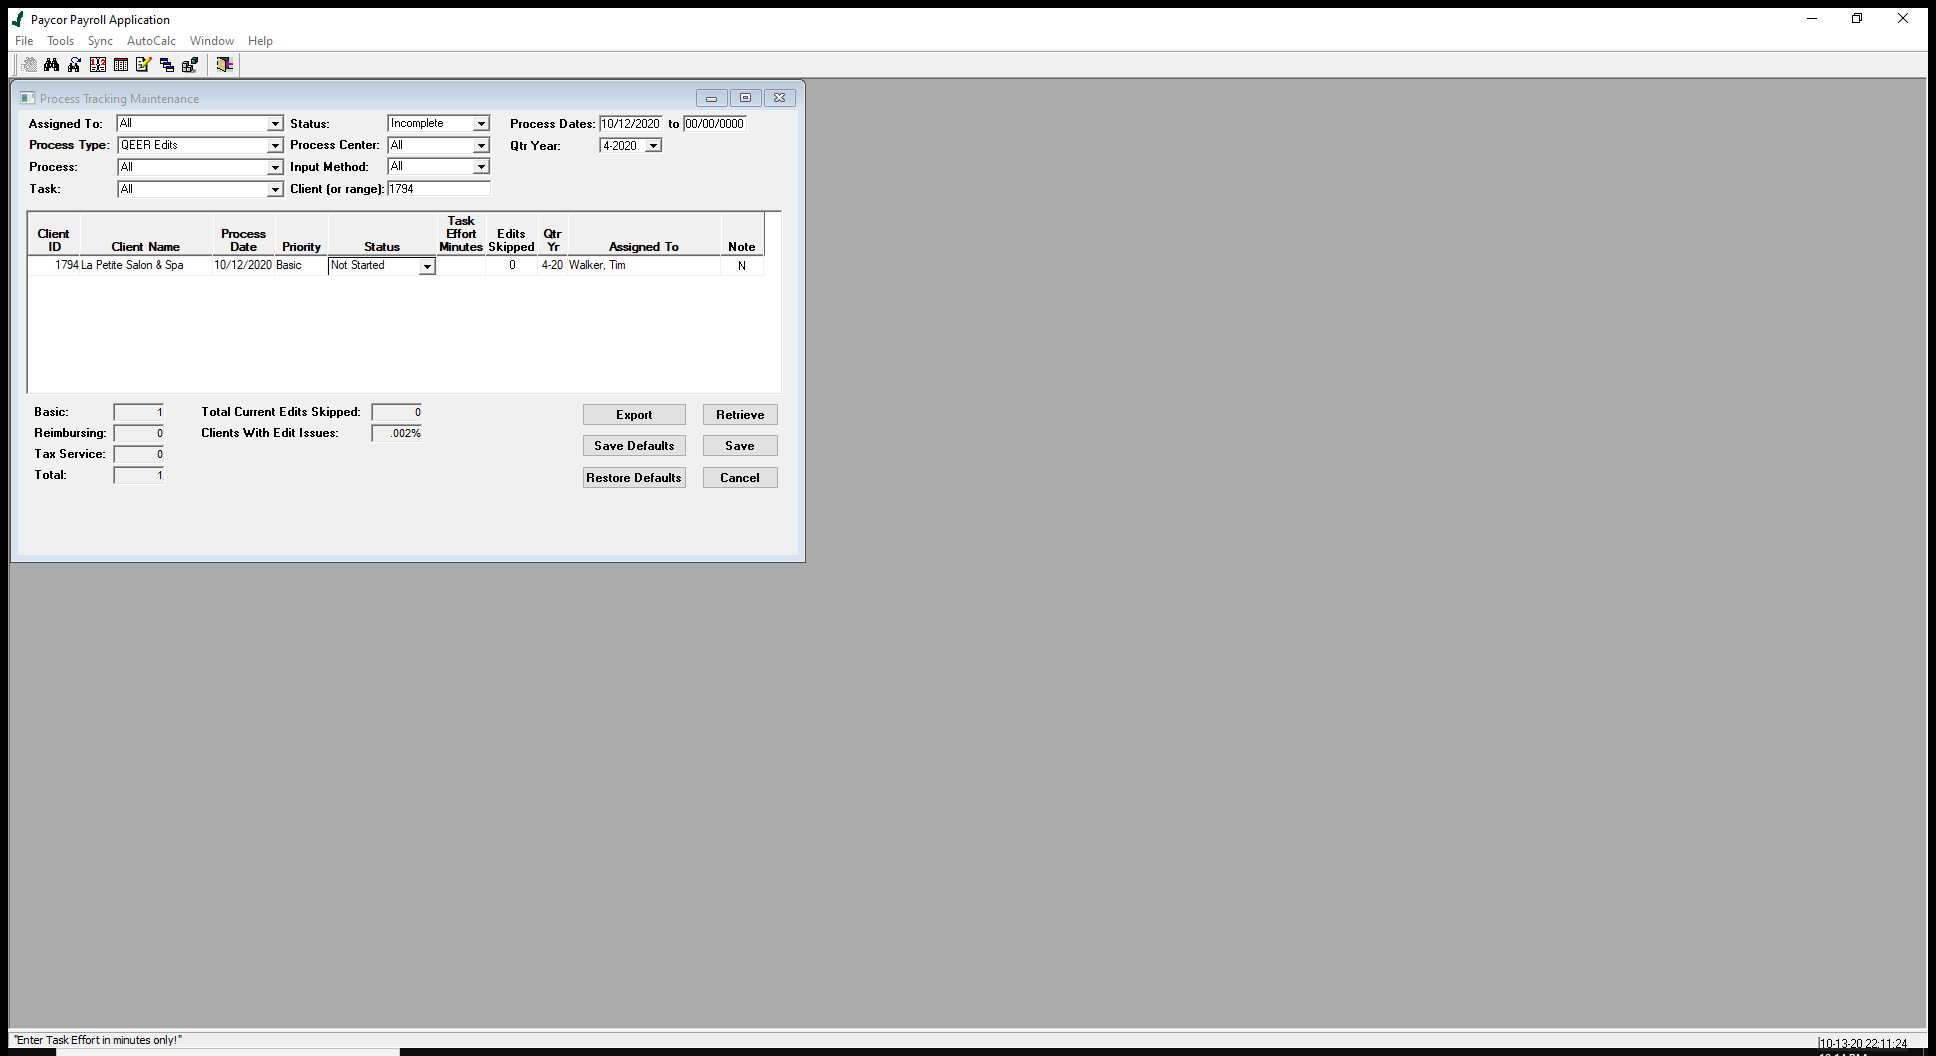 Paycor Payroll Application
File Tools Sync AutoCalc Window Help
Process Tracking Maintenance
Assigned To: All Status: Incomplete Process Dates: 10/12/2020 to 00/00/0000
Process Type: QEER Edits Process Center: All Qtr Year: 4-2020
Process: All Input Method: All
Task: All Client (or range): 1794
Client ID Client Name Process Date Priority Status Task Effort Minutes Edits Skipped Qtr Yr Assigned To Note
1794 La Petite Salon & Spa 10/12/2020 Basic Not Started 0 4-20 Walker, Tim N
Basic: 1 Total Current Edits Skipped: 0 Export Retrieve
Reimbursing: 0 Clients With Edit Issues: .002%
Save Defaults Save
Tax Service: 0
Total: 1 Restore Defaults Cancel
"Enter Task Effort in minutes only!" 10-13-20 22:11:24